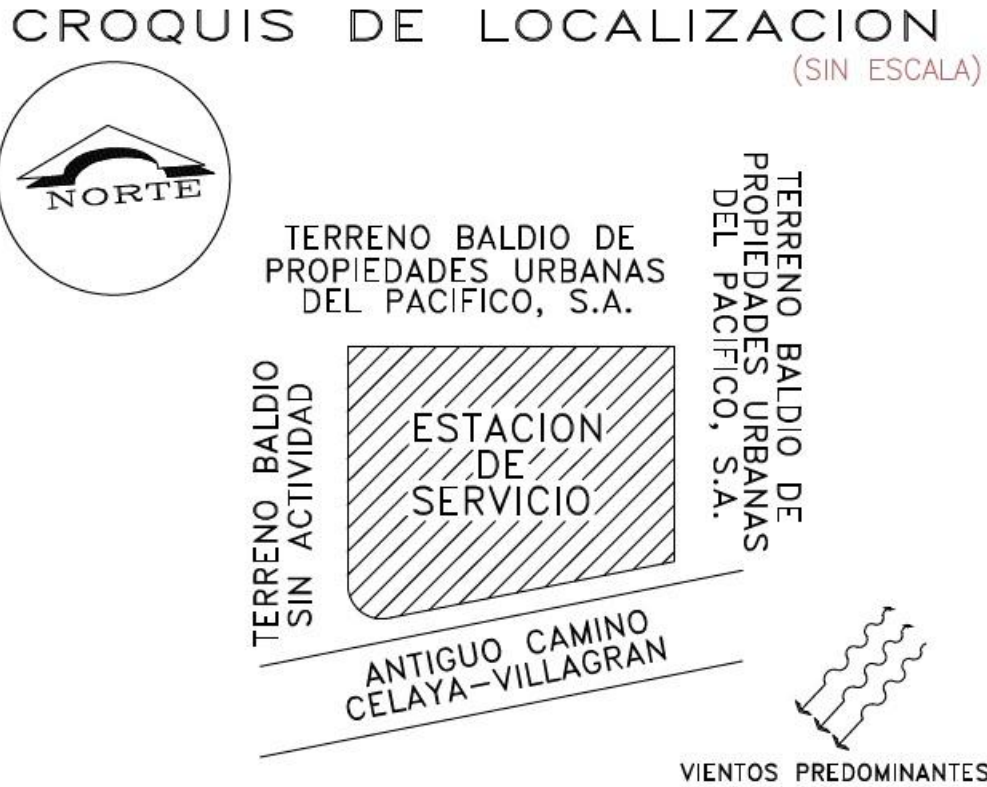 CROQUIS DE LOCALIZACION
(SIN ESCALA)
NORTE
TERRENO BALDIO DE
PROPIEDADES URBANAS
DEL PACIFICO, S.A.
TERRENO BALDIO DE
PROPIEDADES URBANAS
DEL PACIFICO, S.A.
TERRENO BALDIO
SIN ACTIVIDAD
ESTACION
DE
SERVICIO
ANTIGUO CAMINO
CELAYA-VILLAGRAN
VIENTOS PREDOMINANTES